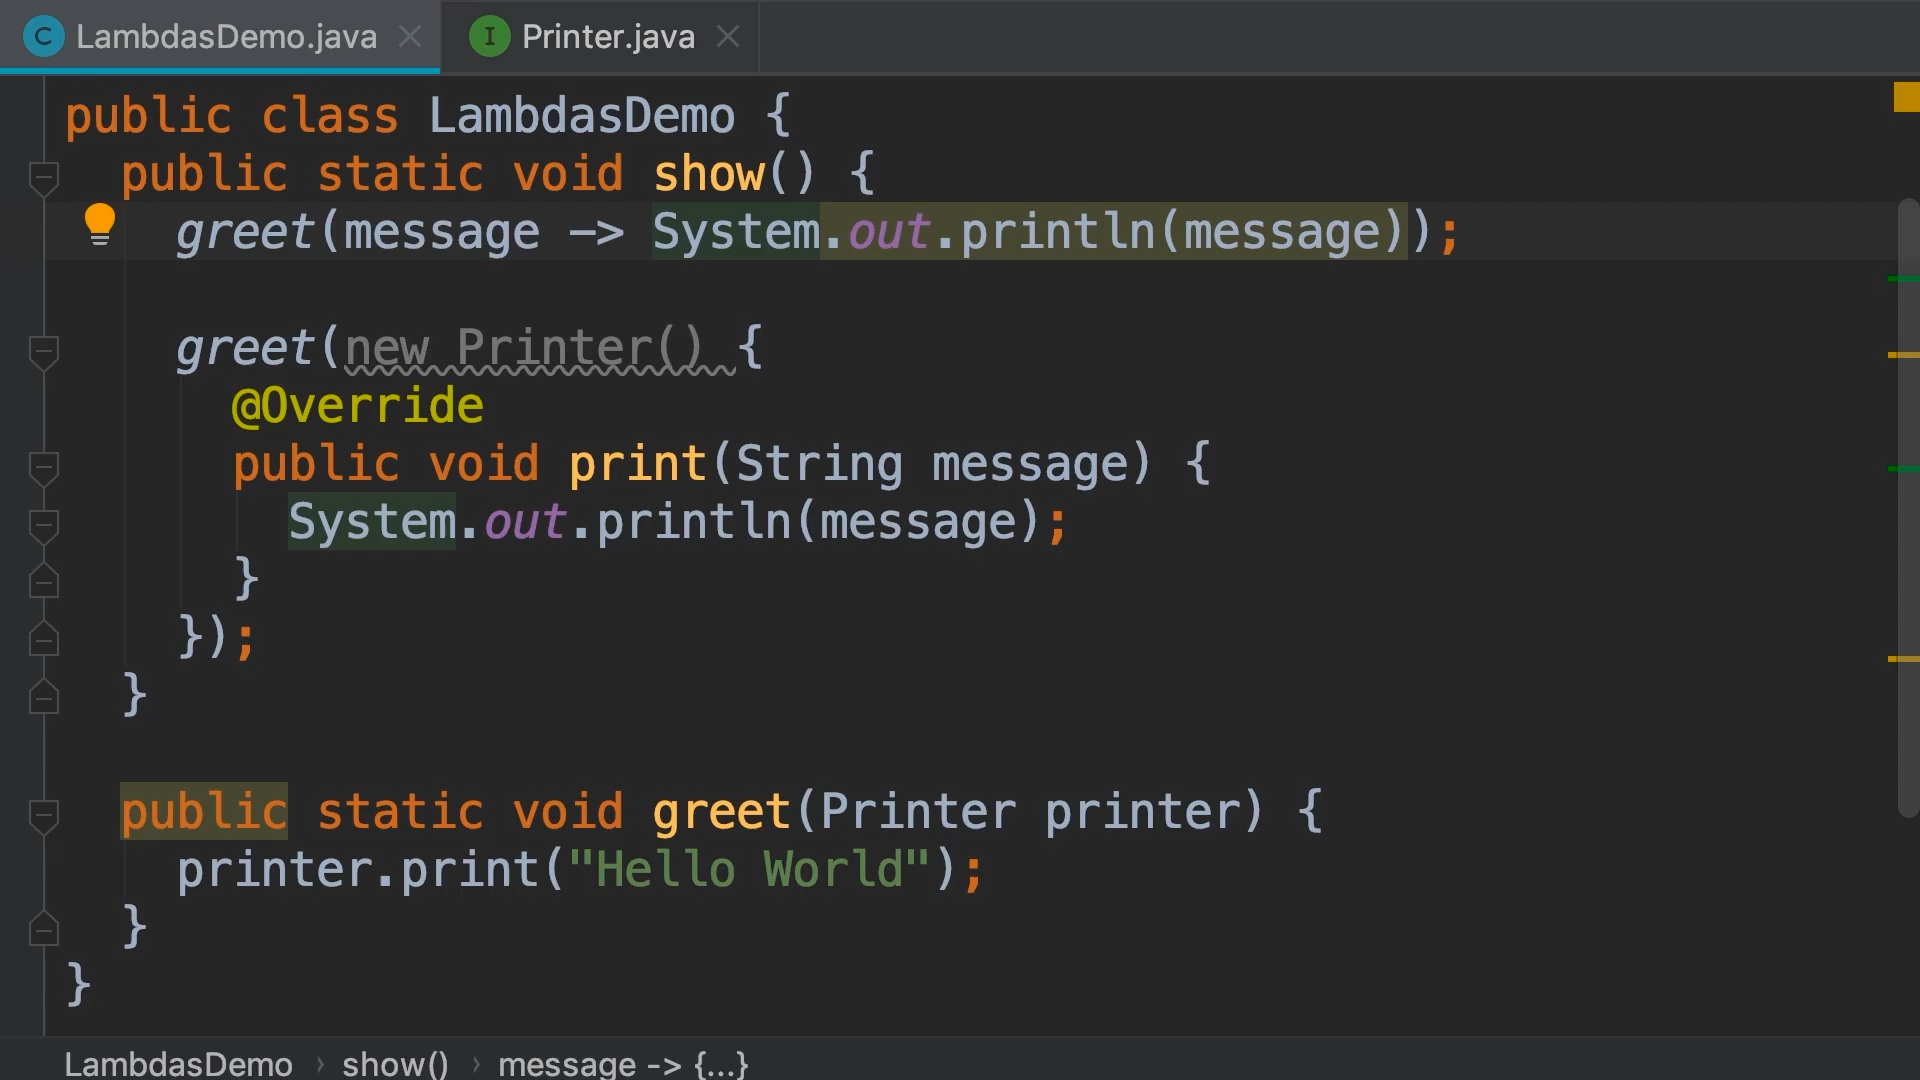 C LambdasDemo.java I Printer.java
public class LambdasDemo {
public static void show() {
greet(message -> System.out.println(message));
greet(new Printer() {
@Override
public void print(String message) {
System.out.println(message);
}
});
}
public static void greet(Printer printer) {
printer.print("Hello World");
}
}
LambdasDemo › show() › message -> {...}